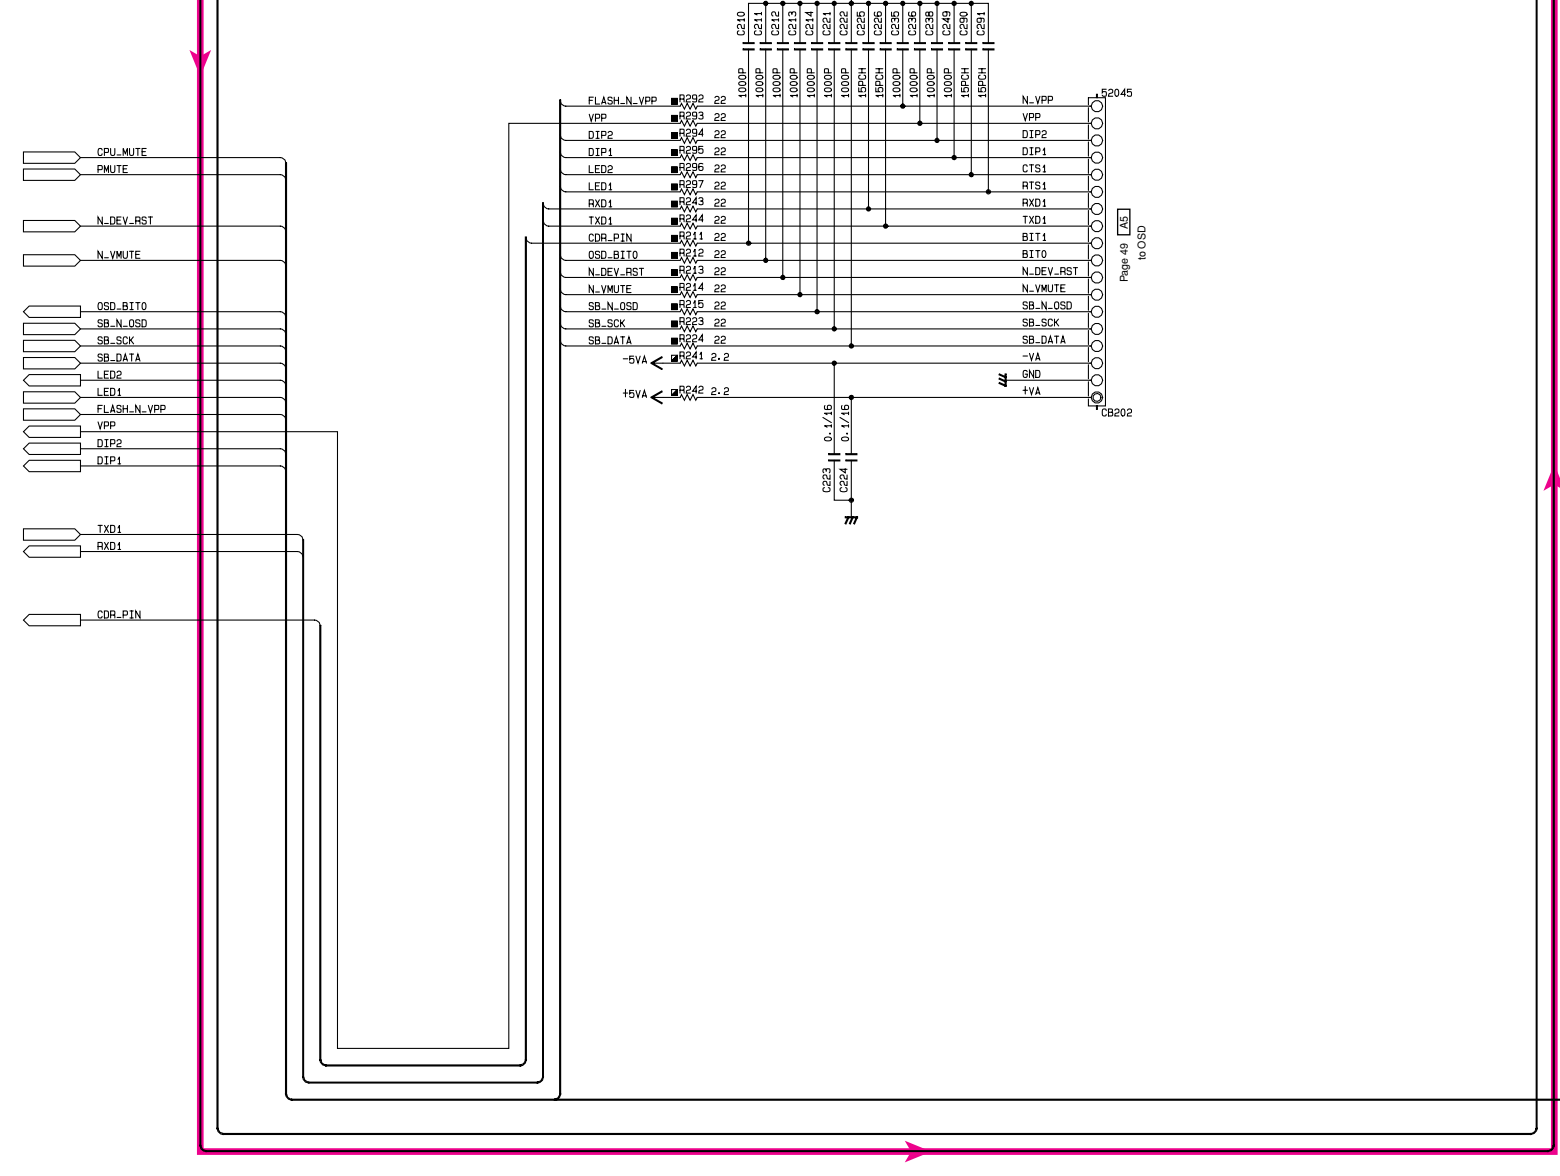 C210 C211 C212 C213 C214 C221 C222 C225 C226 C235 C236 C238 C249 C290 C291
1000P 1000P 1000P 1000P 1000P 1000P 1000P 15PCH 15PCH 1000P 1000P 1000P 1000P 15PCH 15PCH
52045
FLASH_N_VPP R292 22 N_VPP
VPP R293 22 VPP
DIP2 R294 22 DIP2
DIP1 R295 22 DIP1
LED2 R296 22 CTS1
LED1 R297 22 RTS1
RXD1 R243 22 RXD1
TXD1 R244 22 TXD1
CDR_PIN R211 22 BIT1
OSD_BIT0 R212 22 BIT0
N_DEV_RST R213 22 N_DEV_RST
N_VMUTE R214 22 N_VMUTE
SB_N_OSD R215 22 SB_N_OSD
SB_SCK R223 22 SB_SCK
SB_DATA R224 22 SB_DATA
-5VA R241 2.2 -VA
GND
+5VA R242 2.2 +VA
CB202
Page 49 A5
to OSD
0.1/16 0.1/16
C223 C224
CPU_MUTE
PMUTE
N_DEV_RST
N_VMUTE
OSD_BIT0
SB_N_OSD
SB_SCK
SB_DATA
LED2
LED1
FLASH_N_VPP
VPP
DIP2
DIP1
TXD1
RXD1
CDR_PIN